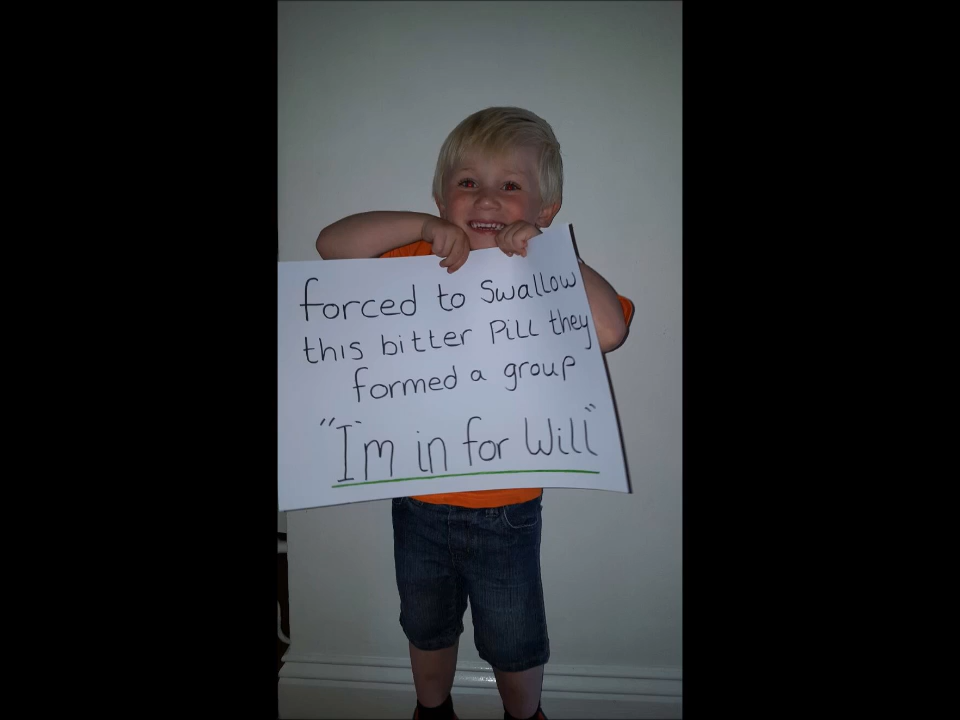 forced to Swallow
this bitter Pill they
formed a group
"I'm in for Will"